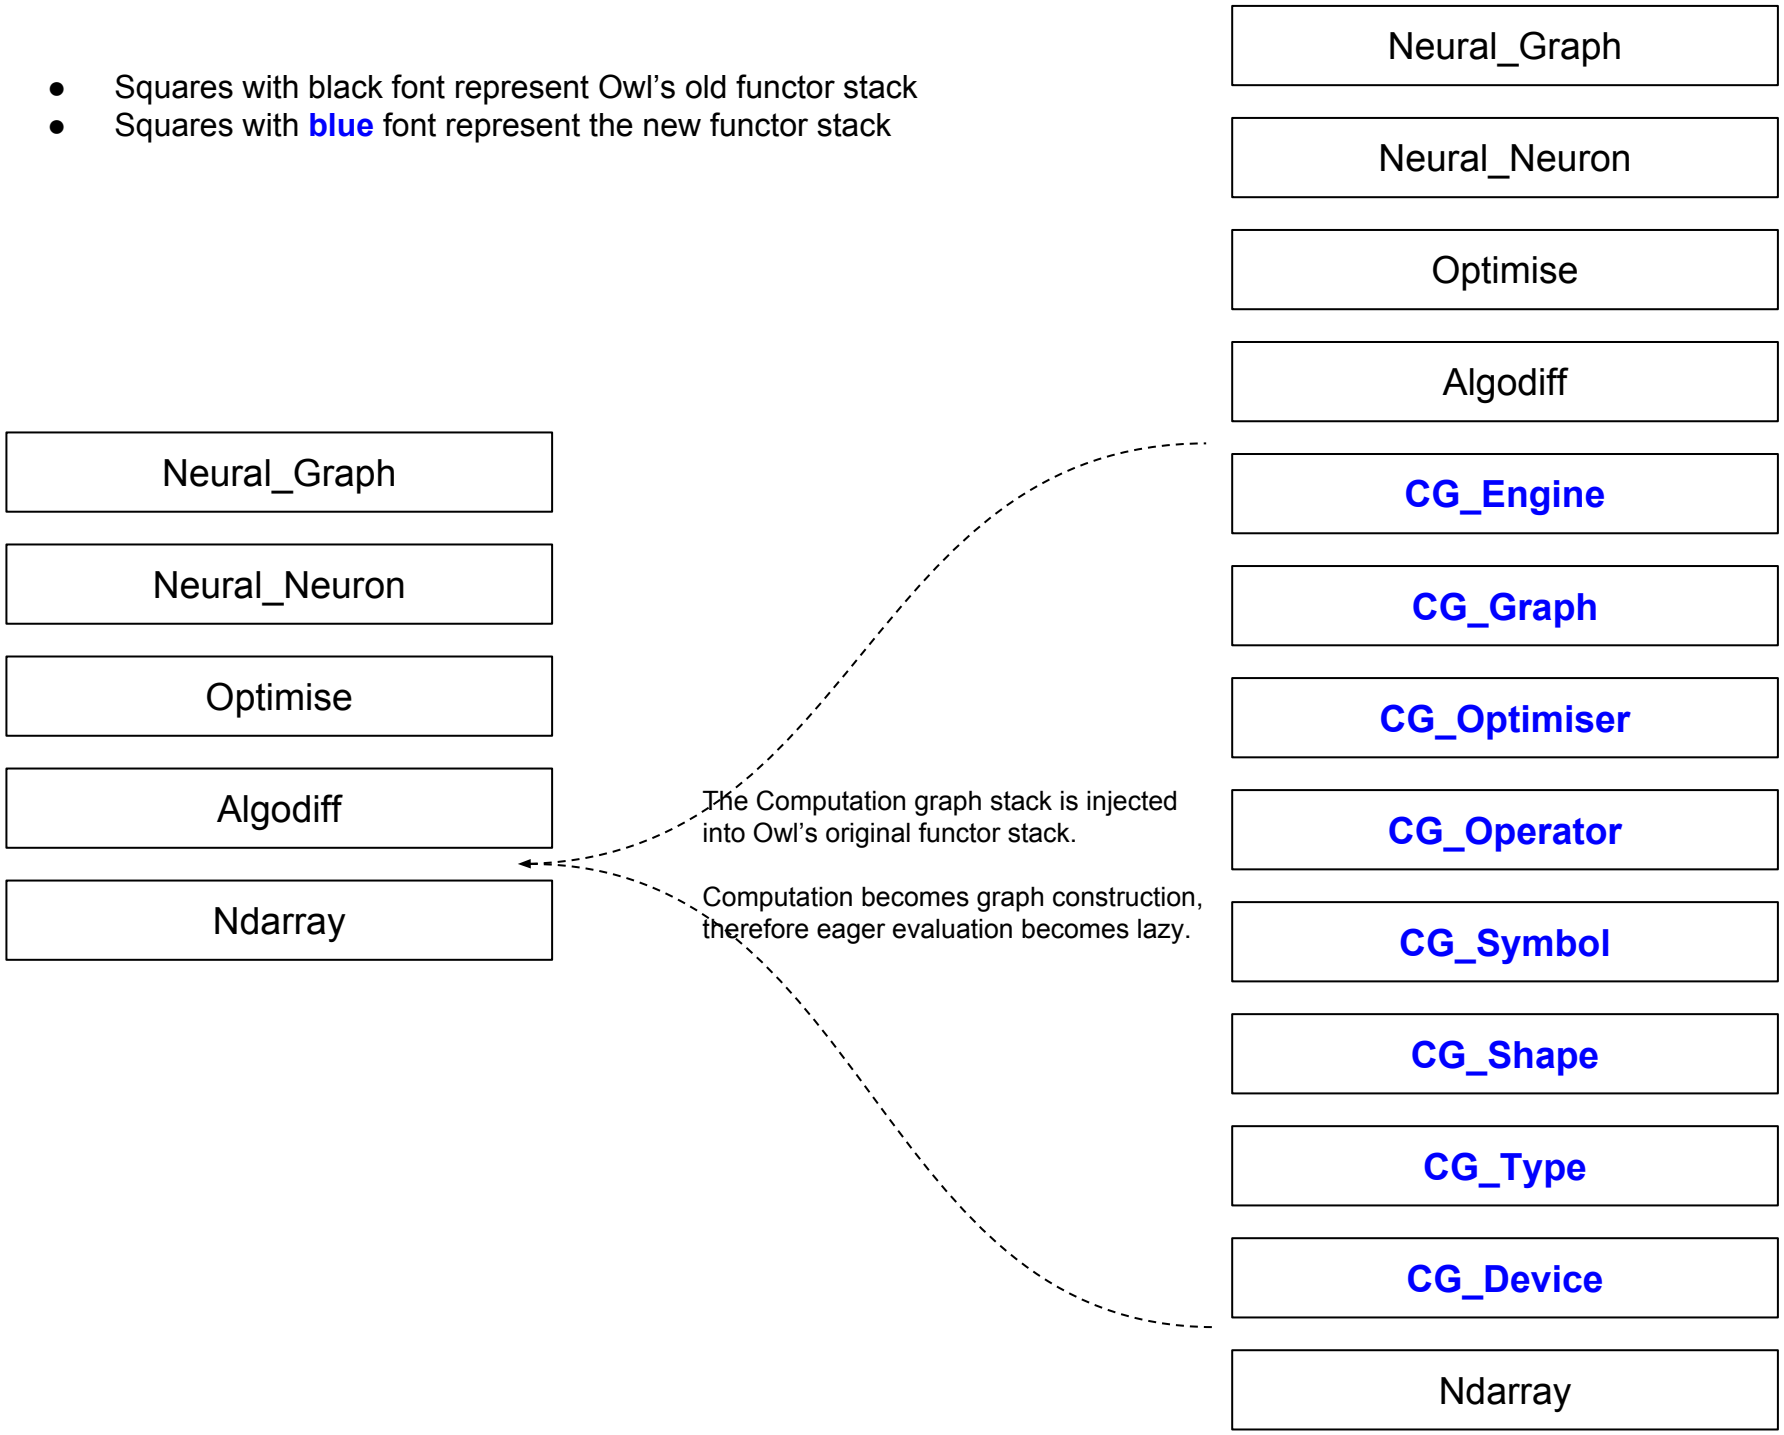 ● Squares with black font represent Owl’s old functor stack
● Squares with blue font represent the new functor stack
Neural_Graph
Neural_Neuron
Optimise
Algodiff
Ndarray
The Computation graph stack is injected
into Owl’s original functor stack.
Computation becomes graph construction,
therefore eager evaluation becomes lazy.
Neural_Graph
Neural_Neuron
Optimise
Algodiff
CG_Engine
CG_Graph
CG_Optimiser
CG_Operator
CG_Symbol
CG_Shape
CG_Type
CG_Device
Ndarray